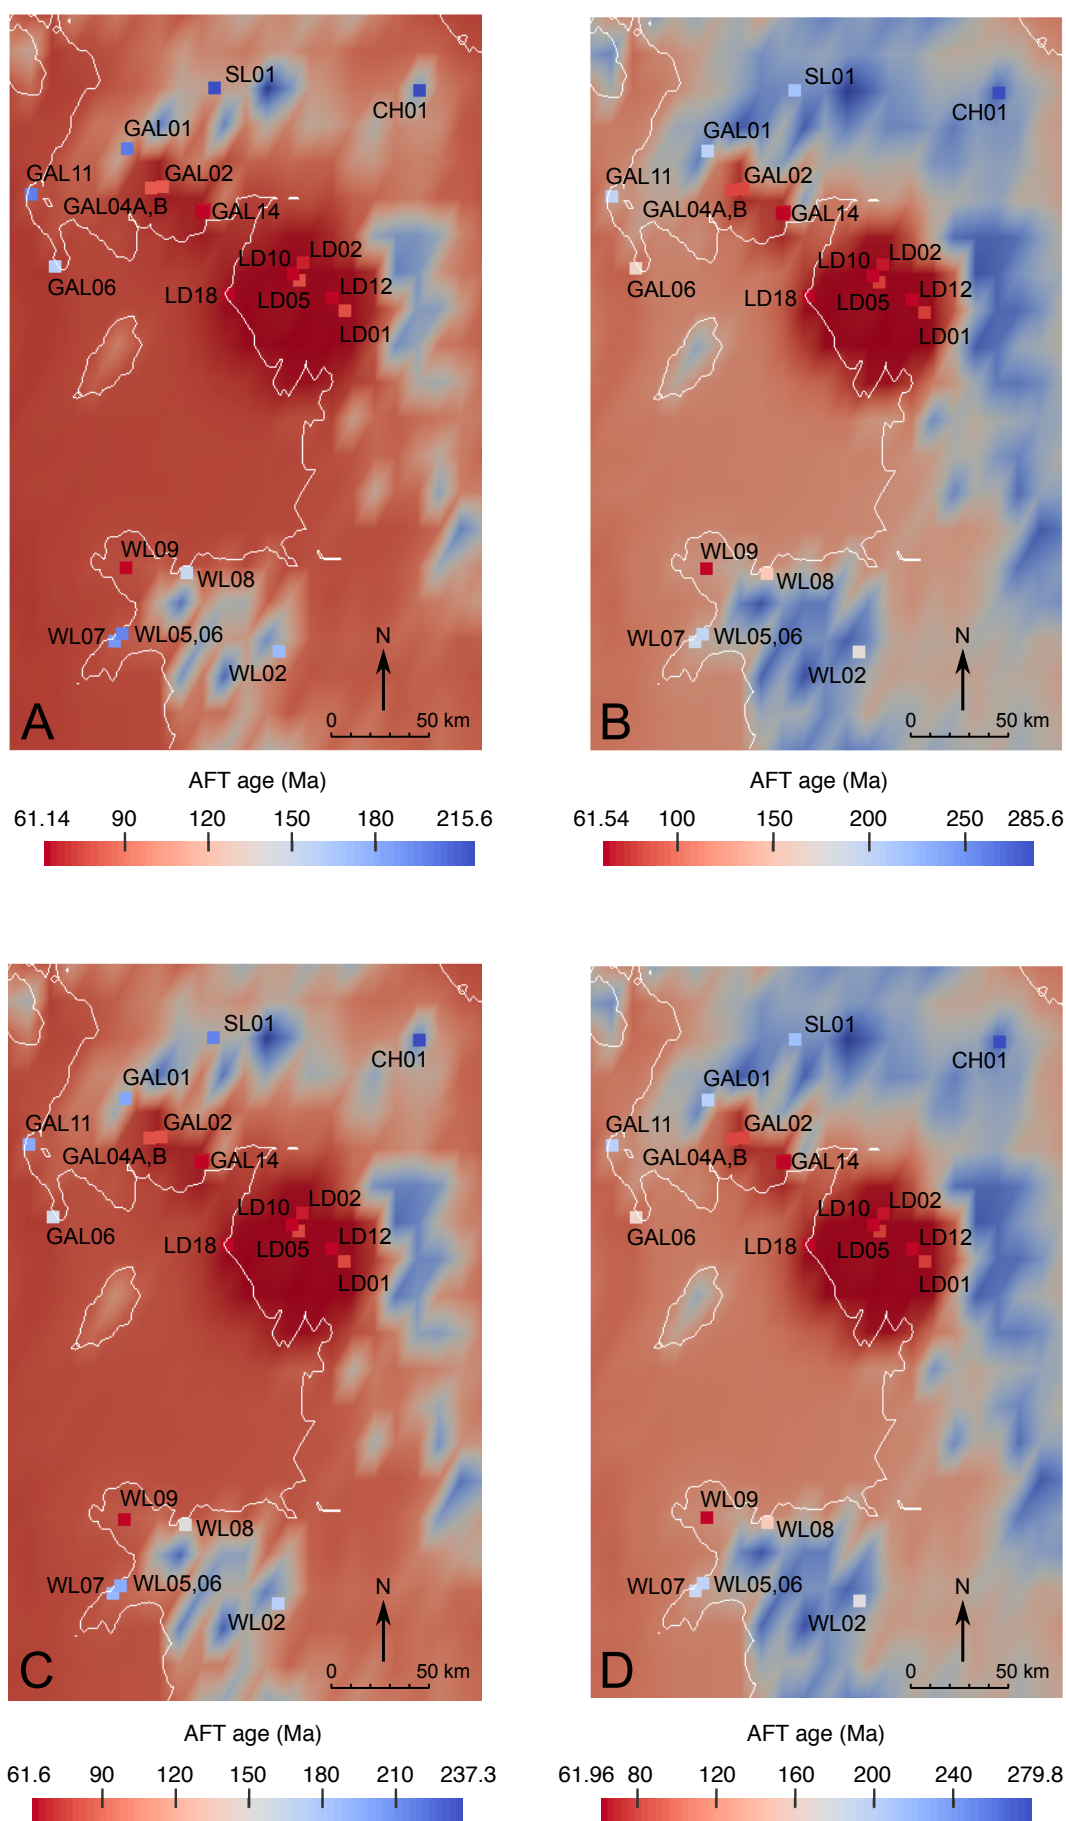 SL01
CH01
GAL01
GAL11
GAL02
GAL04A,B
GAL14
LD02
LD10
GAL06
LD18
LD05
LD12
LD01
WL09
WL08
WL07
WL05,06
WL02
N
A
0 50 km
AFT age (Ma)
61.14 90 120 150 180 215.6
SL01
CH01
GAL01
GAL11
GAL02
GAL04A,B
GAL14
LD02
LD10
GAL06
LD18
LD05
LD12
LD01
WL09
WL08
WL07
WL05,06
WL02
N
B
0 50 km
AFT age (Ma)
61.54 100 150 200 250 285.6
SL01
CH01
GAL01
GAL11
GAL02
GAL04A,B
GAL14
LD02
LD10
GAL06
LD18
LD05
LD12
LD01
WL09
WL08
WL07
WL05,06
WL02
N
C
0 50 km
AFT age (Ma)
61.6 90 120 150 180 210 237.3
SL01
CH01
GAL01
GAL11
GAL02
GAL04A,B
GAL14
LD02
LD10
GAL06
LD18
LD05
LD12
LD01
WL09
WL08
WL07
WL05,06
WL02
N
D
0 50 km
AFT age (Ma)
61.96 80 120 160 200 240 279.8